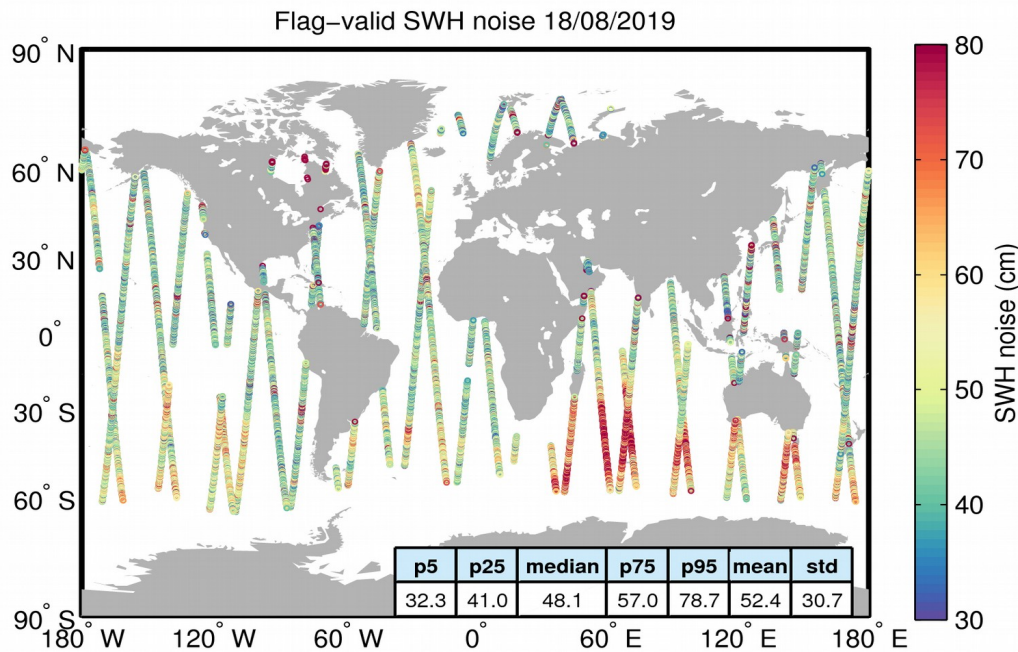 Flag−valid SWH noise 18/08/2019
90° N
60° N
30° N
0°
30° S
60° S
90° S
180° W
120° W
60° W
0°
60° E
120° E
180° E
p5 p25 median p75 p95 mean std
32.3 41.0 48.1 57.0 78.7 52.4 30.7
80
70
60
50
40
30
SWH noise (cm)